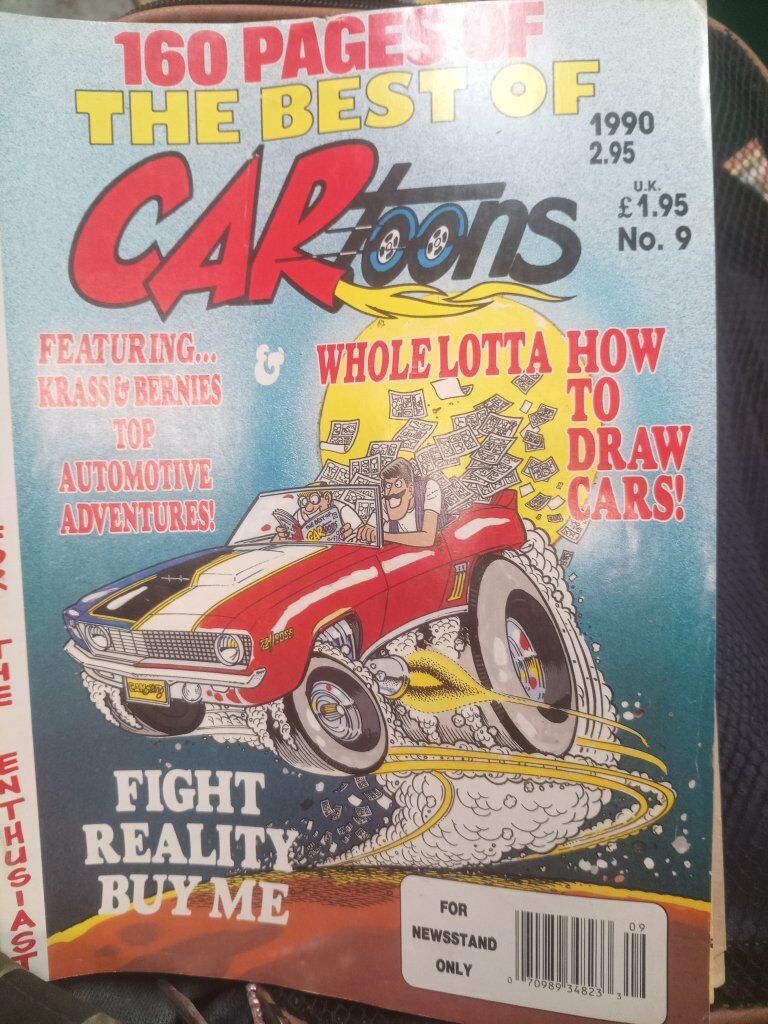 160 PAGES OF
THE BEST OF
1990
2.95
U.K.
£1.95
No. 9
CARtoons
FEATURING...
KRASS & BERNIES
TOP
AUTOMOTIVE
ADVENTURES!
&
WHOLE LOTTA HOW
TO
DRAW
CARS!
FIGHT
REALITY
BUY ME
FOR
NEWSSTAND
ONLY
09
0 70989 34823 3
THE ENTHUSIAST